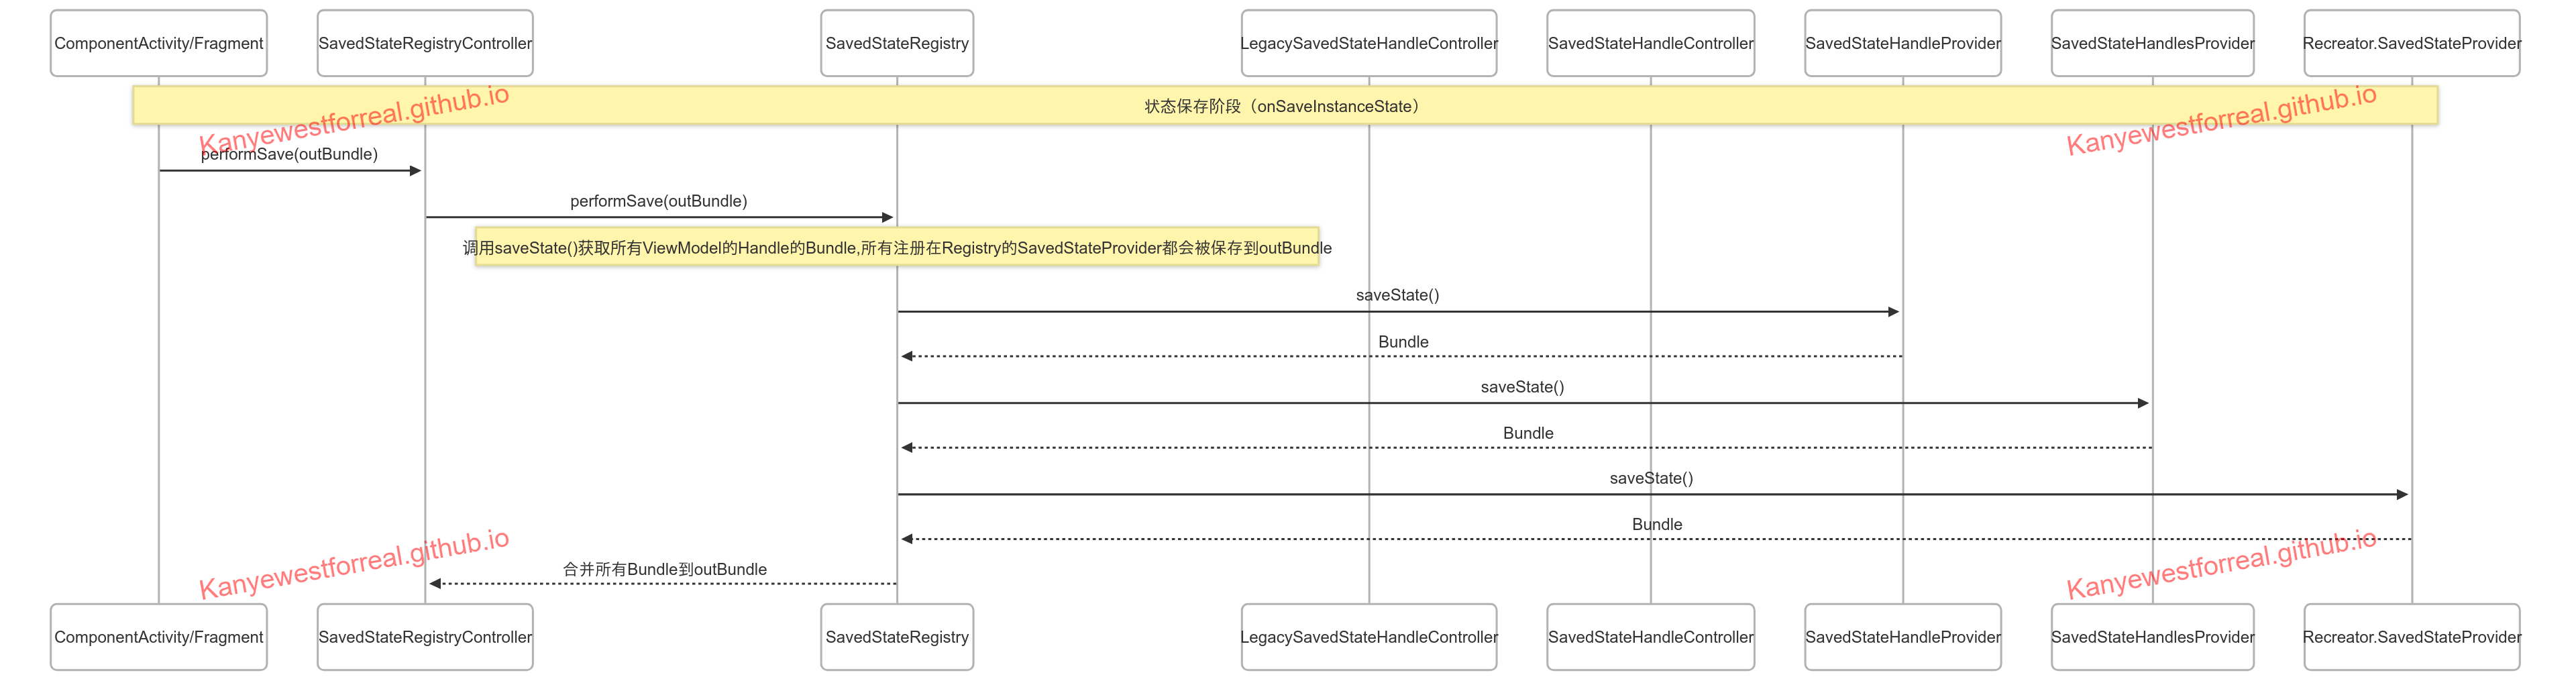 ComponentActivity/Fragment
SavedStateRegistryController
SavedStateRegistry
LegacySavedStateHandleController
SavedStateHandleController
SavedStateHandleProvider
SavedStateHandlesProvider
Recreator.SavedStateProvider
状态保存阶段（onSaveInstanceState）
Kanyewestforreal.github.io
Kanyewestforreal.github.io
performSave(outBundle)
performSave(outBundle)
调用saveState()获取所有ViewModel的Handle的Bundle,所有注册在Registry的SavedStateProvider都会被保存到outBundle
saveState()
Bundle
saveState()
Bundle
saveState()
Bundle
Kanyewestforreal.github.io
Kanyewestforreal.github.io
合并所有Bundle到outBundle
ComponentActivity/Fragment
SavedStateRegistryController
SavedStateRegistry
LegacySavedStateHandleController
SavedStateHandleController
SavedStateHandleProvider
SavedStateHandlesProvider
Recreator.SavedStateProvider